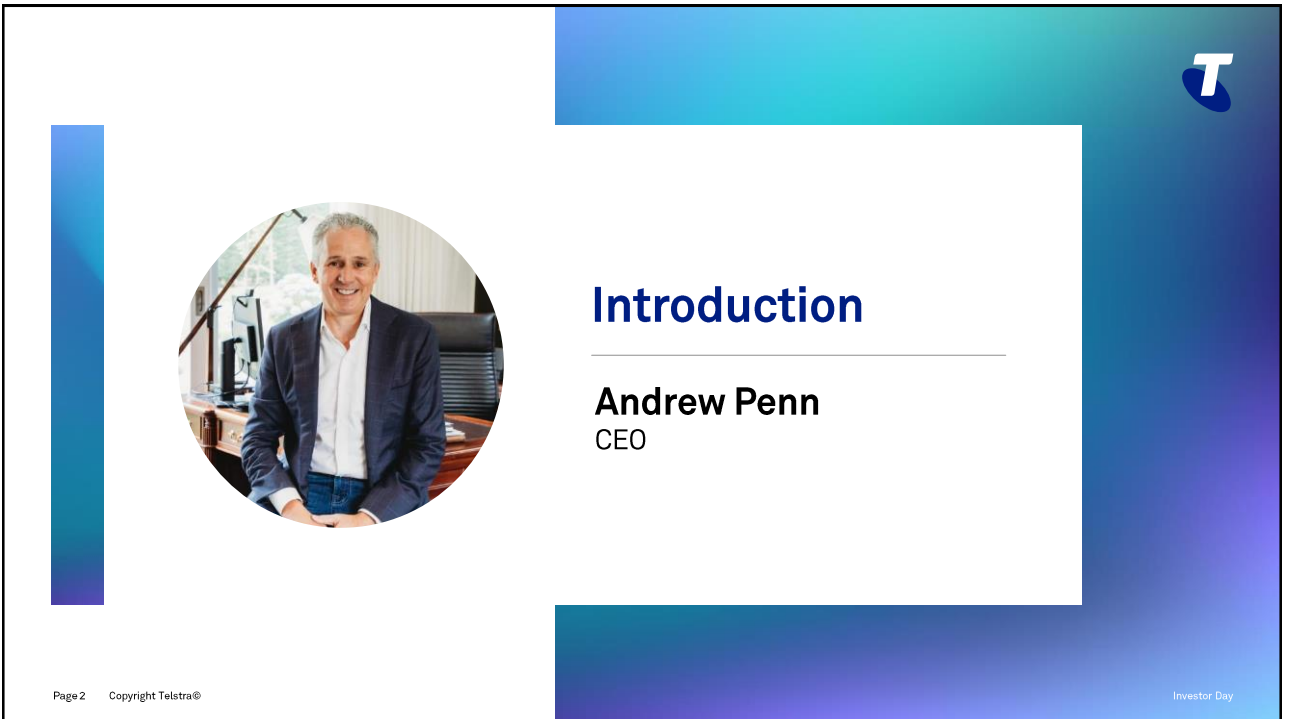 T
Introduction
Andrew Penn
CEO
Page 2 Copyright Telstra©
Investor Day